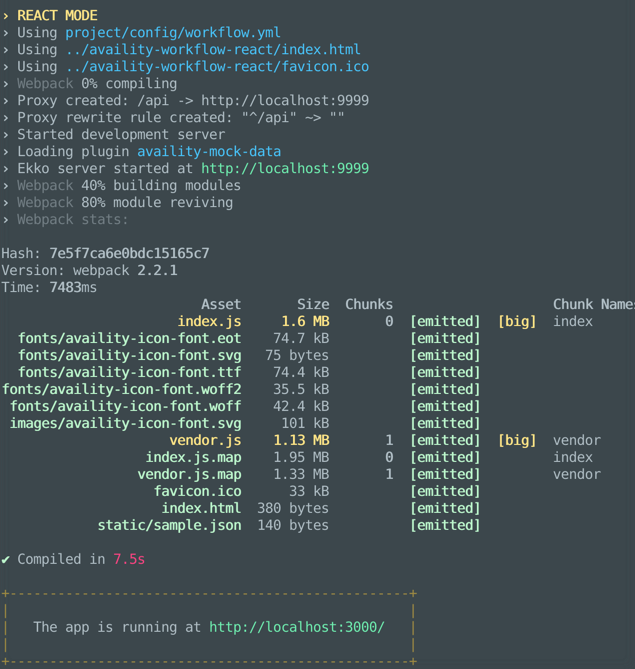 › REACT MODE
› Using project/config/workflow.yml
› Using ../availity-workflow-react/index.html
› Using ../availity-workflow-react/favicon.ico
› Webpack 0% compiling
› Proxy created: /api -> http://localhost:9999
› Proxy rewrite rule created: "^/api" ~> ""
› Started development server
› Loading plugin availity-mock-data
› Ekko server started at http://localhost:9999
› Webpack 40% building modules
› Webpack 80% module reviving
› Webpack stats:
Hash: 7e5f7ca6e0bdc15165c7
Version: webpack 2.2.1
Time: 7483ms
Asset Size Chunks Chunk Names
index.js 1.6 MB 0 [emitted] [big] index
fonts/availity-icon-font.eot 74.7 kB [emitted]
fonts/availity-icon-font.svg 75 bytes [emitted]
fonts/availity-icon-font.ttf 74.4 kB [emitted]
fonts/availity-icon-font.woff2 35.5 kB [emitted]
fonts/availity-icon-font.woff 42.4 kB [emitted]
images/availity-icon-font.svg 101 kB [emitted]
vendor.js 1.13 MB 1 [emitted] [big] vendor
index.js.map 1.95 MB 0 [emitted] index
vendor.js.map 1.33 MB 1 [emitted] vendor
favicon.ico 33 kB [emitted]
index.html 380 bytes [emitted]
static/sample.json 140 bytes [emitted]
✔ Compiled in 7.5s
The app is running at http://localhost:3000/